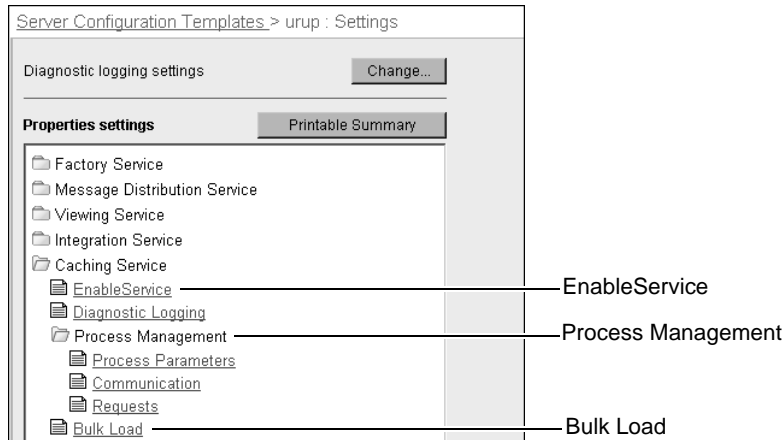 Server Configuration Templates > urup : Settings
Diagnostic logging settings
Change...
Properties settings
Printable Summary
Factory Service
Message Distribution Service
Viewing Service
Integration Service
Caching Service
EnableService
EnableService
Diagnostic Logging
Process Management
Process Management
Process Parameters
Communication
Requests
Bulk Load
Bulk Load